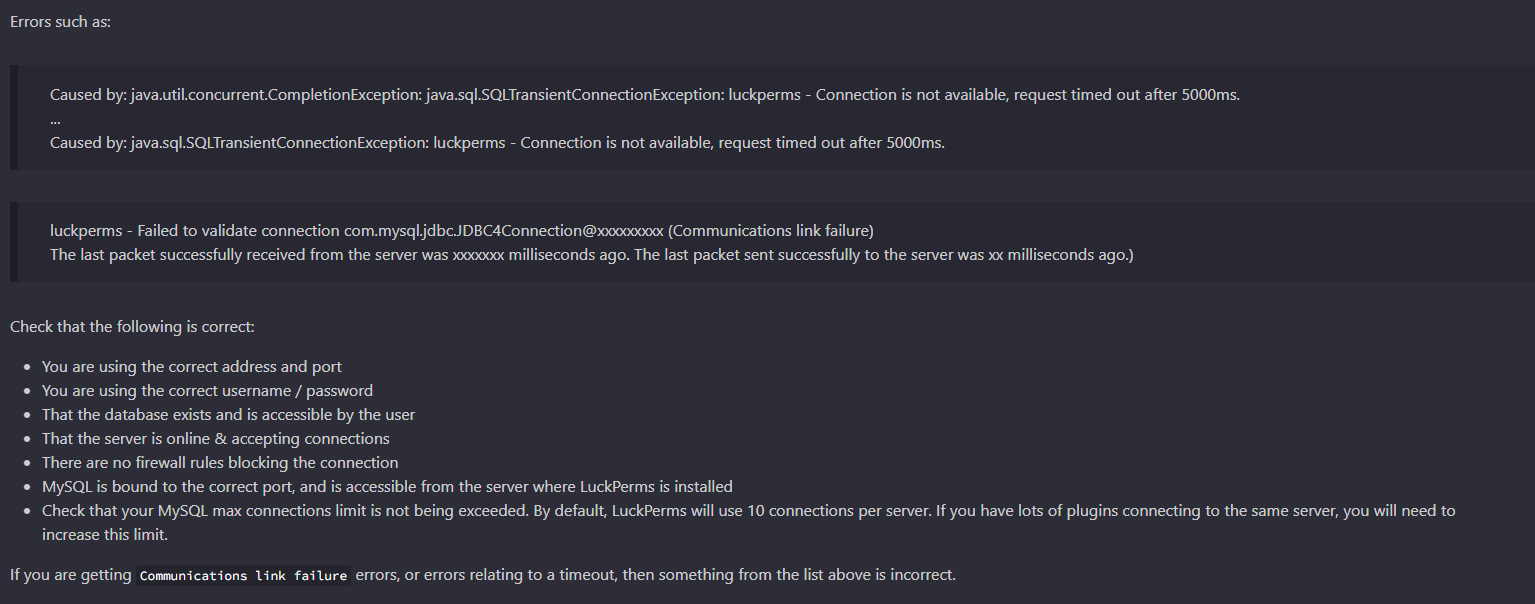 Errors such as:
Caused by: java.util.concurrent.CompletionException: java.sql.SQLTransientConnectionException: luckperms - Connection is not available, request timed out after 5000ms.
...
Caused by: java.sql.SQLTransientConnectionException: luckperms - Connection is not available, request timed out after 5000ms.
luckperms - Failed to validate connection com.mysql.jdbc.JDBC4Connection@xxxxxxxxx (Communications link failure)
The last packet successfully received from the server was xxxxxxx milliseconds ago. The last packet sent successfully to the server was xx milliseconds ago.)
Check that the following is correct:
• You are using the correct address and port
• You are using the correct username / password
• That the database exists and is accessible by the user
• That the server is online & accepting connections
• There are no firewall rules blocking the connection
• MySQL is bound to the correct port, and is accessible from the server where LuckPerms is installed
• Check that your MySQL max connections limit is not being exceeded. By default, LuckPerms will use 10 connections per server. If you have lots of plugins connecting to the same server, you will need to
increase this limit.
If you are getting Communications link failure errors, or errors relating to a timeout, then something from the list above is incorrect.